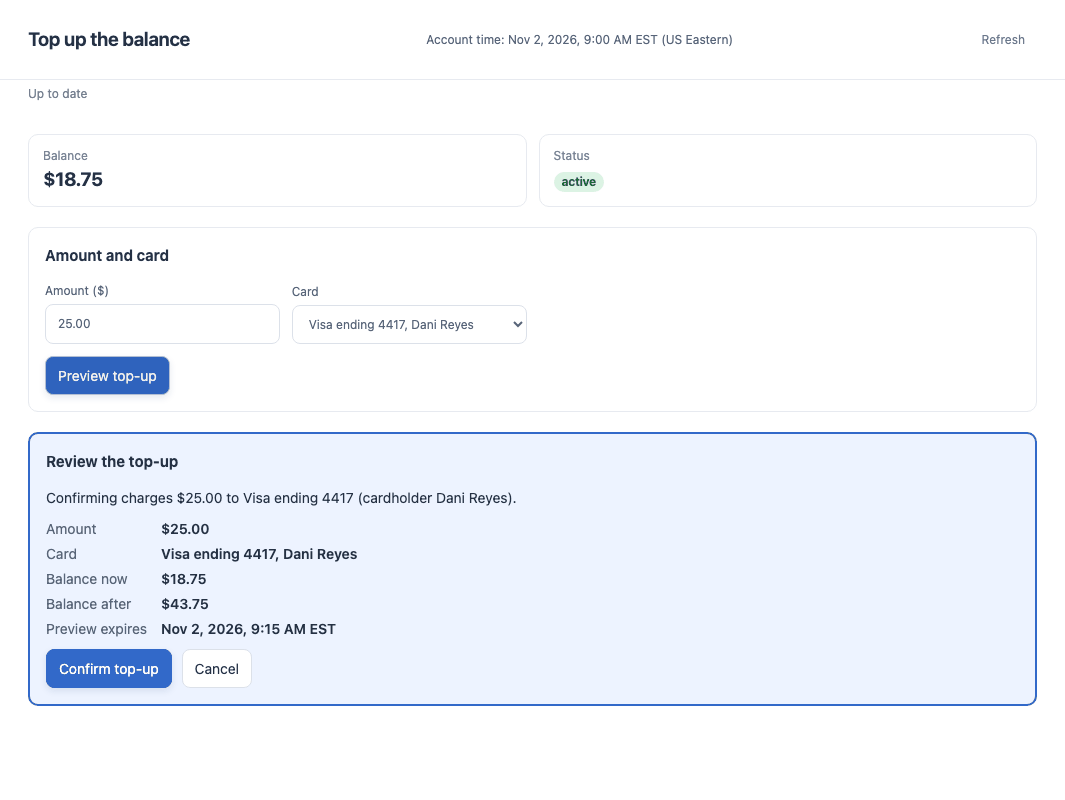 Top up the balance
Account time: Nov 2, 2026, 9:00 AM EST (US Eastern)
Refresh
Up to date
Balance
$18.75
Status
active
Amount and card
Amount ($)
Card
25.00
Visa ending 4417, Dani Reyes
Preview top-up
Review the top-up
Confirming charges $25.00 to Visa ending 4417 (cardholder Dani Reyes).
Amount $25.00
Card Visa ending 4417, Dani Reyes
Balance now $18.75
Balance after $43.75
Preview expires Nov 2, 2026, 9:15 AM EST
Confirm top-up
Cancel